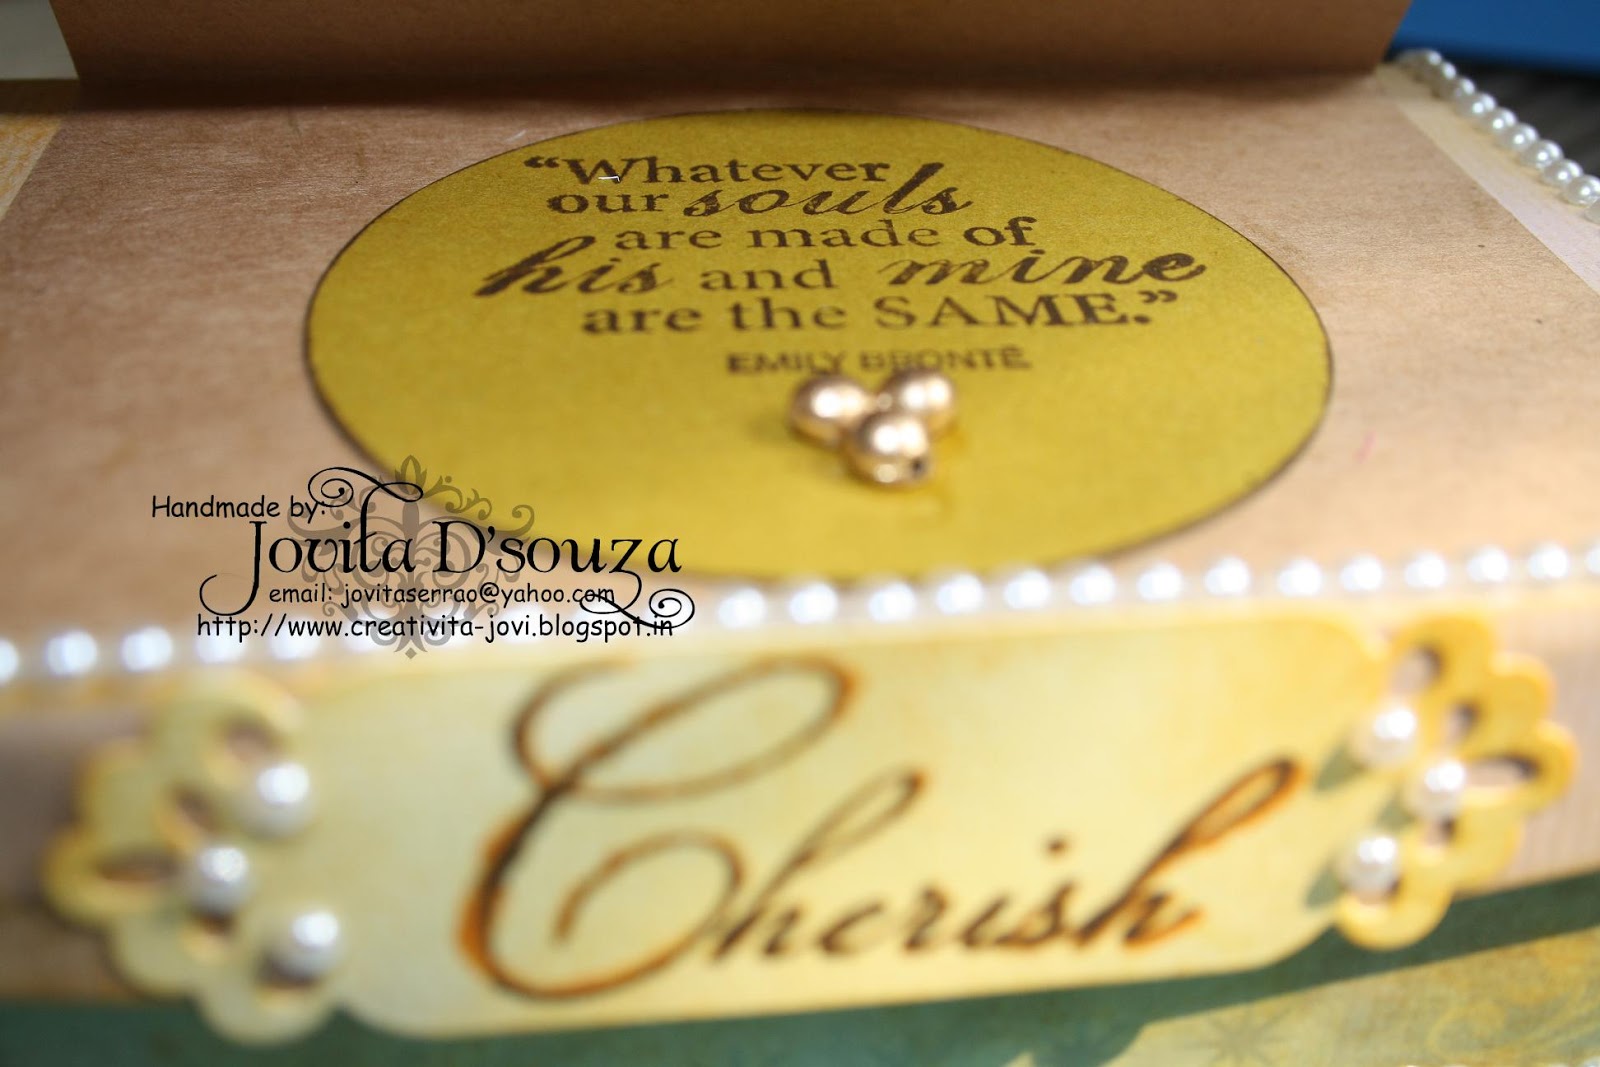 “Whatever
our souls
are made of
his and mine
are the SAME.”
EMILY BRONTË
Handmade by:
Jovita D'souza
email: jovitaserrao@yahoo.com
http://www.creativita-jovi.blogspot.in
Cherish